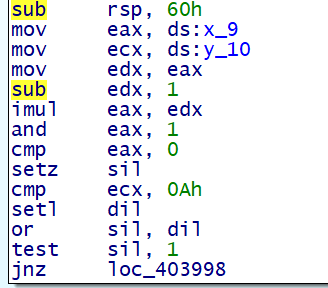 sub rsp, 60h
mov eax, ds:x_9
mov ecx, ds:y_10
mov edx, eax
sub edx, 1
imul eax, edx
and eax, 1
cmp eax, 0
setz sil
cmp ecx, 0Ah
setl dil
or sil, dil
test sil, 1
jnz loc_403998